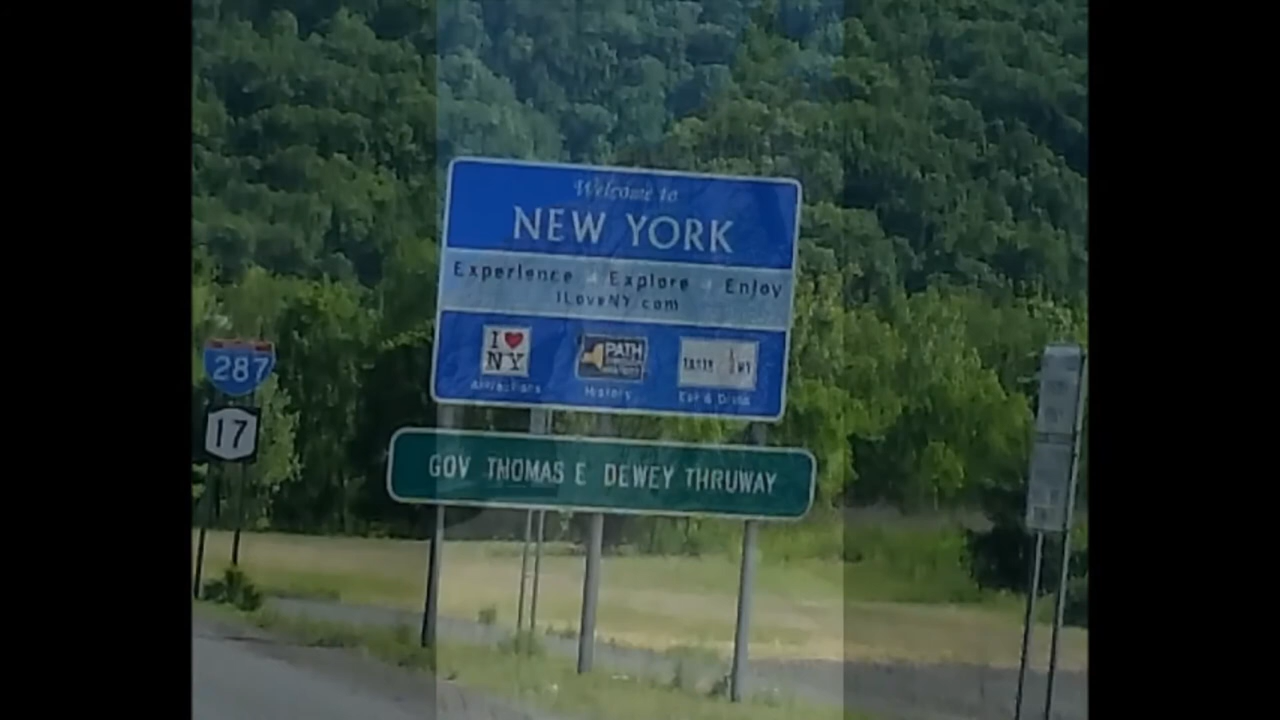 Welcome to
NEW YORK
Experience Explore Enjoy
ILoveNY.com
I ♥ NY
PATH
Attractions
History
Eat & Drink
287
17
GOV THOMAS E DEWEY THRUWAY